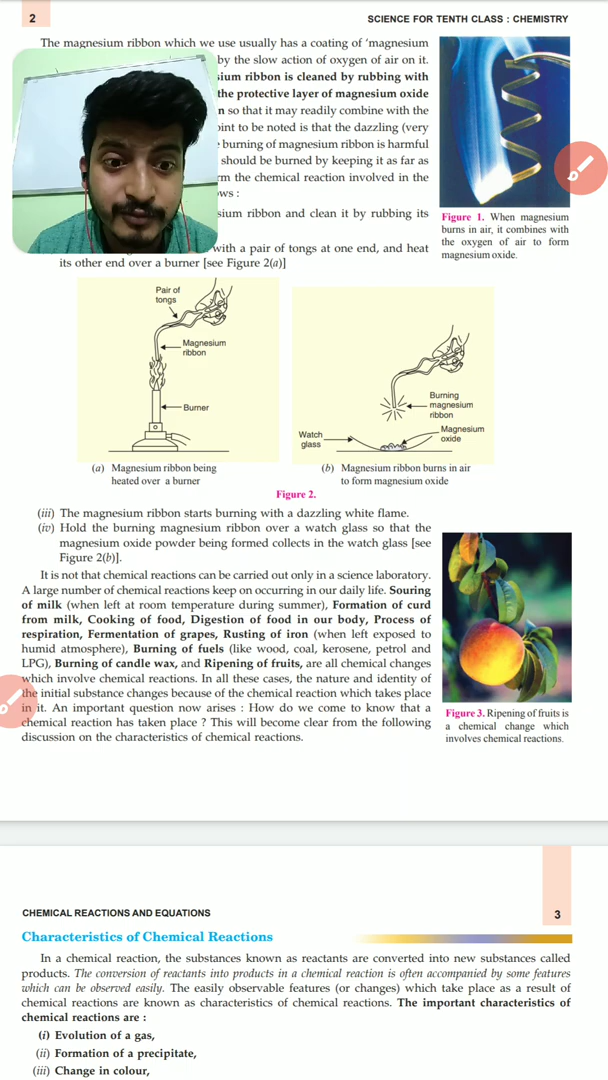 2
SCIENCE FOR TENTH CLASS : CHEMISTRY
The magnesium ribbon which we use usually has a coating of ‘magnesium
by the slow action of oxygen of air on it.
sium ribbon is cleaned by rubbing with
the protective layer of magnesium oxide
n so that it may readily combine with the
oint to be noted is that the dazzling (very
burning of magnesium ribbon is harmful
should be burned by keeping it as far as
rm the chemical reaction involved in the
ws :
sium ribbon and clean it by rubbing its
with a pair of tongs at one end, and heat
its other end over a burner [see Figure 2(a)]
Figure 1. When magnesium
burns in air, it combines with
the oxygen of air to form
magnesium oxide.
Pair of
tongs
Magnesium
ribbon
Burner
(a) Magnesium ribbon being
heated over a burner
Burning
magnesium
ribbon
Magnesium
oxide
Watch
glass
(b) Magnesium ribbon burns in air
to form magnesium oxide
Figure 2.
(iii) The magnesium ribbon starts burning with a dazzling white flame.
(iv) Hold the burning magnesium ribbon over a watch glass so that the
magnesium oxide powder being formed collects in the watch glass [see
Figure 2(b)].
It is not that chemical reactions can be carried out only in a science laboratory.
A large number of chemical reactions keep on occurring in our daily life. Souring
of milk (when left at room temperature during summer), Formation of curd
from milk, Cooking of food, Digestion of food in our body, Process of
respiration, Fermentation of grapes, Rusting of iron (when left exposed to
humid atmosphere), Burning of fuels (like wood, coal, kerosene, petrol and
LPG), Burning of candle wax, and Ripening of fruits, are all chemical changes
which involve chemical reactions. In all these cases, the nature and identity of
the initial substance changes because of the chemical reaction which takes place
in it. An important question now arises : How do we come to know that a
chemical reaction has taken place ? This will become clear from the following
discussion on the characteristics of chemical reactions.
Figure 3. Ripening of fruits is
a chemical change which
involves chemical reactions.
CHEMICAL REACTIONS AND EQUATIONS
3
Characteristics of Chemical Reactions
In a chemical reaction, the substances known as reactants are converted into new substances called
products. The conversion of reactants into products in a chemical reaction is often accompanied by some features
which can be observed easily. The easily observable features (or changes) which take place as a result of
chemical reactions are known as characteristics of chemical reactions. The important characteristics of
chemical reactions are :
(i) Evolution of a gas,
(ii) Formation of a precipitate,
(iii) Change in colour,